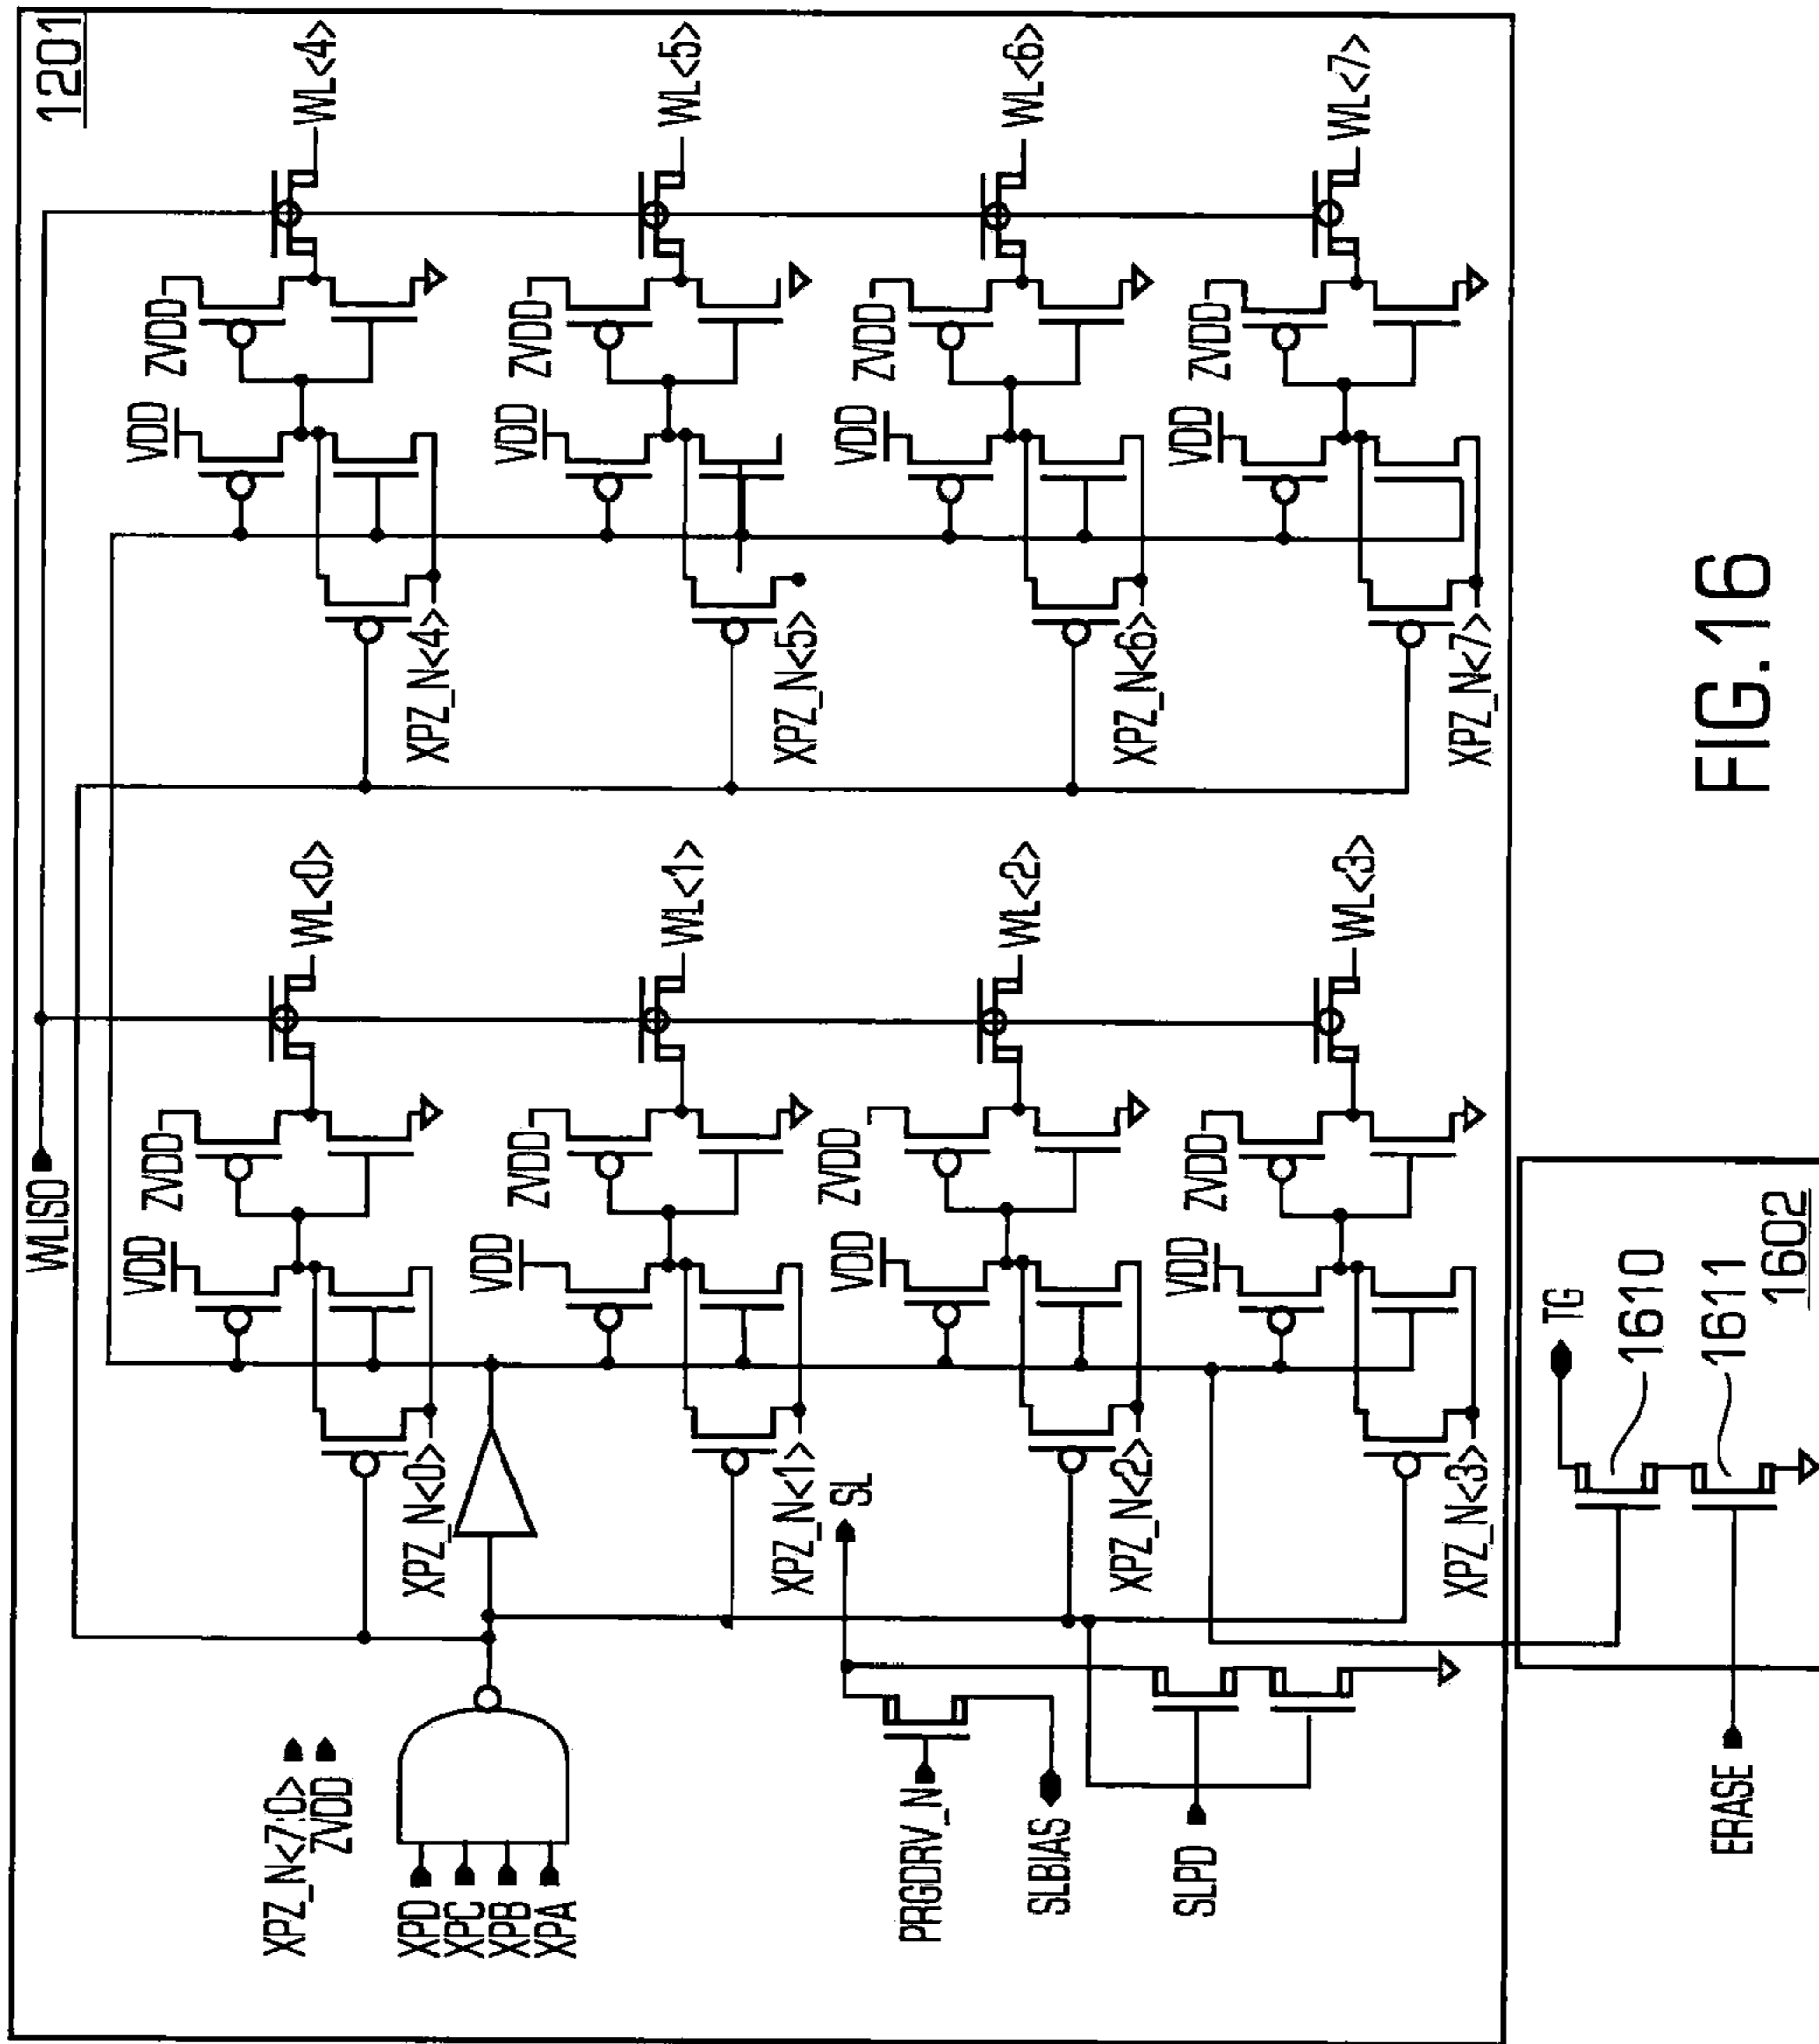 1201
WLISO
VDD
ZVDD
WL<0>
XPZ_N<0>
VDD
ZVDD
WL<4>
XPZ_N<4>
VDD
ZVDD
WL<1>
XPZ_N<1>
VDD
ZVDD
WL<5>
XPZ_N<5>
VDD
ZVDD
WL<2>
XPZ_N<2>
VDD
ZVDD
WL<6>
XPZ_N<6>
VDD
ZVDD
WL<3>
XPZ_N<3>
VDD
ZVDD
WL<7>
XPZ_N<7>
XPZ_N<7:0>
ZVDD
XPD
XPC
XPB
XPA
SL
PRGDRV_N
SLBIAS
SLPD
ERASE
TG
1610
1611
1602
FIG.16